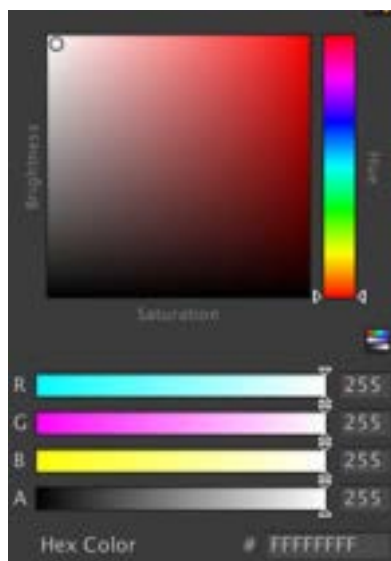 Brightness
Hue
Saturation
R 255
G 255
B 255
A 255
Hex Color # FFFFFFFF